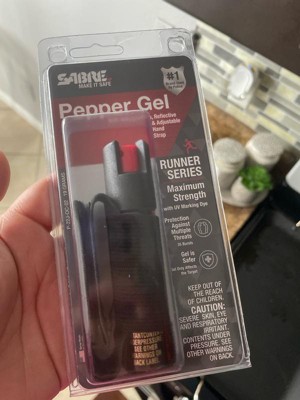 SABRE
MAKE IT SAFE
#1
Pepper Gel
Reflective
& Adjustable
Hand
Strap
RUNNER
SERIES
Maximum
Strength
with UV Marking Dye
Protection
Against
Multiple
Threats
Gel is
Safer
KEEP OUT OF
THE REACH
OF CHILDREN.
CAUTION:
SEVERE SKIN, EYE
AND RESPIRATORY
IRRITANT.
CONTENTS UNDER
PRESSURE. SEE
OTHER WARNINGS
ON BACK.